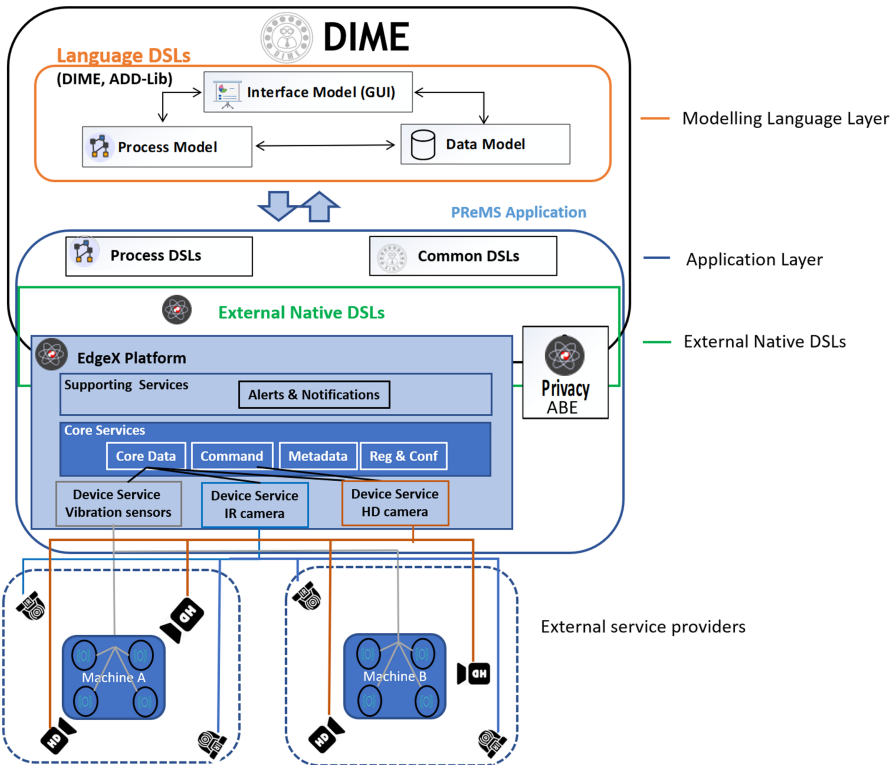 DIME
DIME
Language DSLs
(DIME, ADD-Lib)
Interface Model (GUI)
Process Model
Data Model
Modelling Language Layer
PReMS Application
Process DSLs
Common DSLs
Application Layer
External Native DSLs
External Native DSLs
EdgeX Platform
Supporting Services
Alerts & Notifications
Privacy
ABE
Core Services
Core Data
Command
Metadata
Reg & Conf
Device Service
Vibration sensors
Device Service
IR camera
Device Service
HD camera
HD
External service providers
Machine A
Machine B
HD
HD
HD